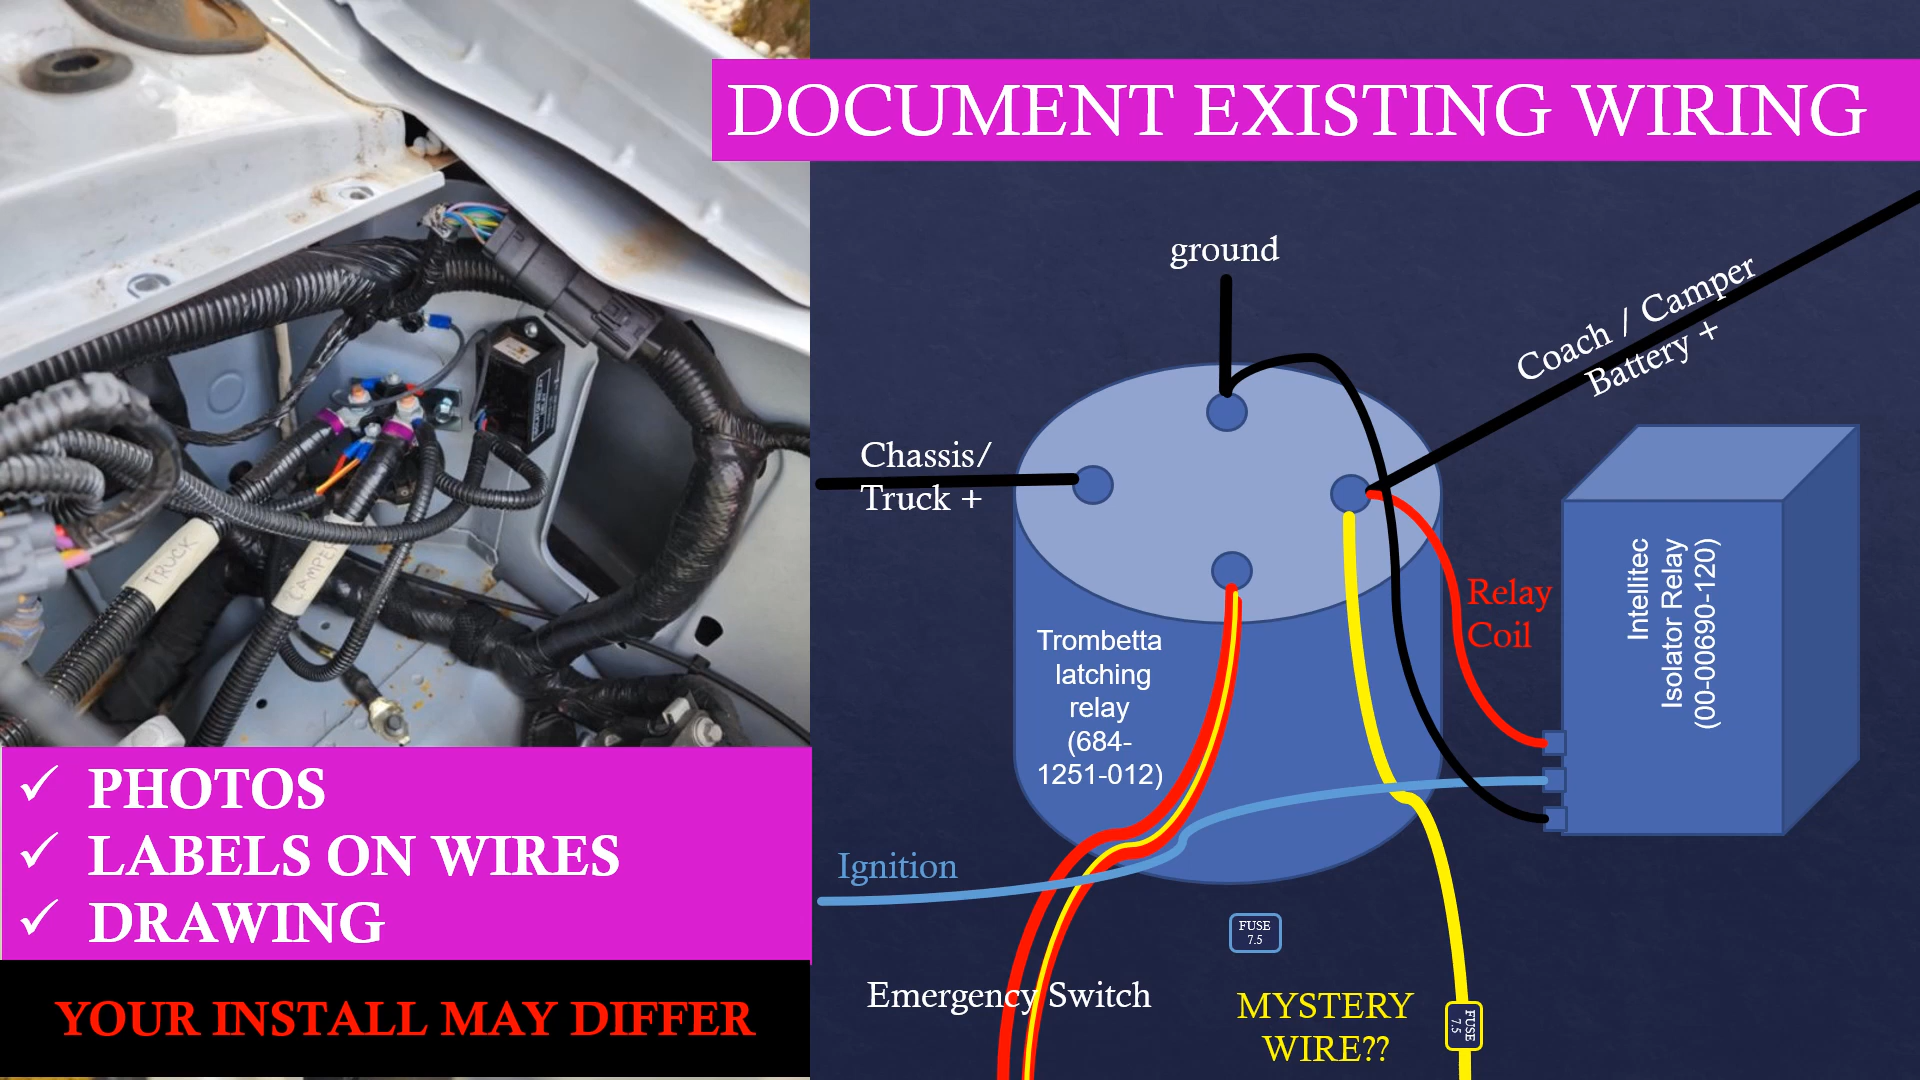 DOCUMENT EXISTING WIRING
ground
Coach / Camper
Battery +
Chassis/
Truck +
Relay
Coil
Intellitec
Isolator Relay
(00-00690-120)
Trombetta
latching
relay
(684-
1251-012)
Ignition
FUSE
7.5
Emergency Switch
MYSTERY
WIRE??
FUSE
7.5
TRUCK
CAMPER
✓ PHOTOS
✓ LABELS ON WIRES
✓ DRAWING
YOUR INSTALL MAY DIFFER